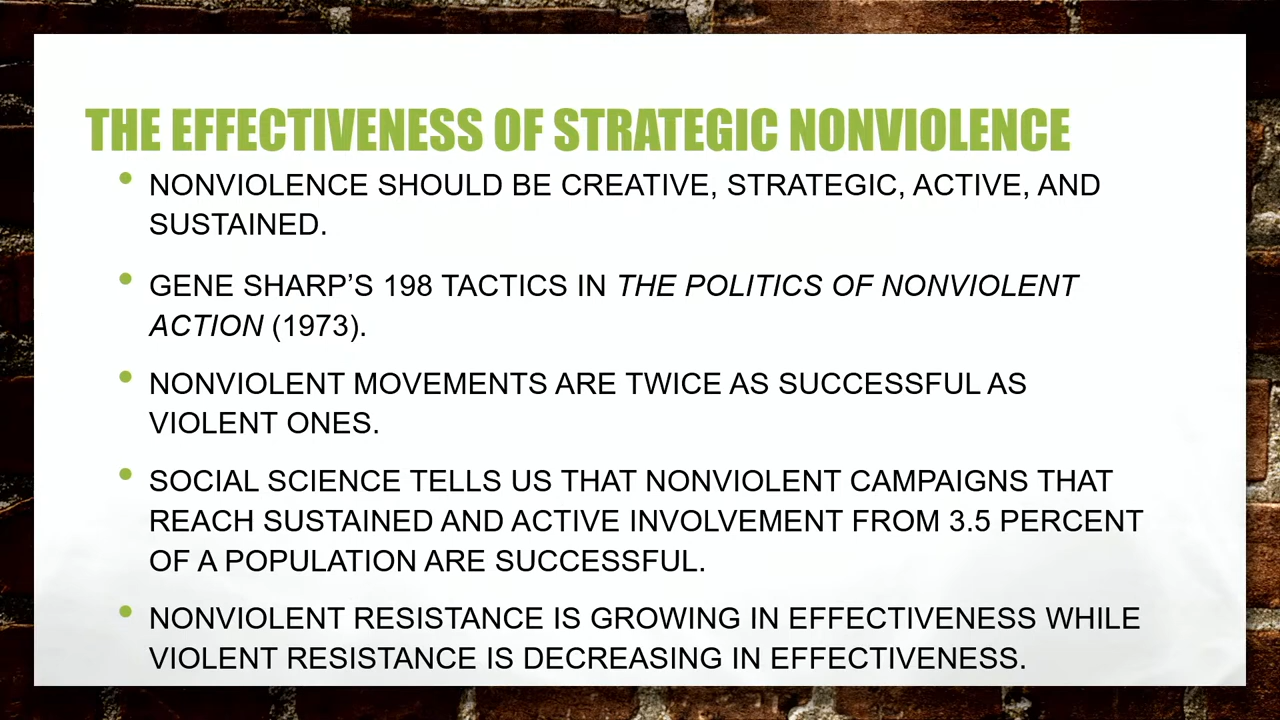 THE EFFECTIVENESS OF STRATEGIC NONVIOLENCE
NONVIOLENCE SHOULD BE CREATIVE, STRATEGIC, ACTIVE, AND
SUSTAINED.
GENE SHARP’S 198 TACTICS IN THE POLITICS OF NONVIOLENT
ACTION (1973).
NONVIOLENT MOVEMENTS ARE TWICE AS SUCCESSFUL AS
VIOLENT ONES.
SOCIAL SCIENCE TELLS US THAT NONVIOLENT CAMPAIGNS THAT
REACH SUSTAINED AND ACTIVE INVOLVEMENT FROM 3.5 PERCENT
OF A POPULATION ARE SUCCESSFUL.
NONVIOLENT RESISTANCE IS GROWING IN EFFECTIVENESS WHILE
VIOLENT RESISTANCE IS DECREASING IN EFFECTIVENESS.